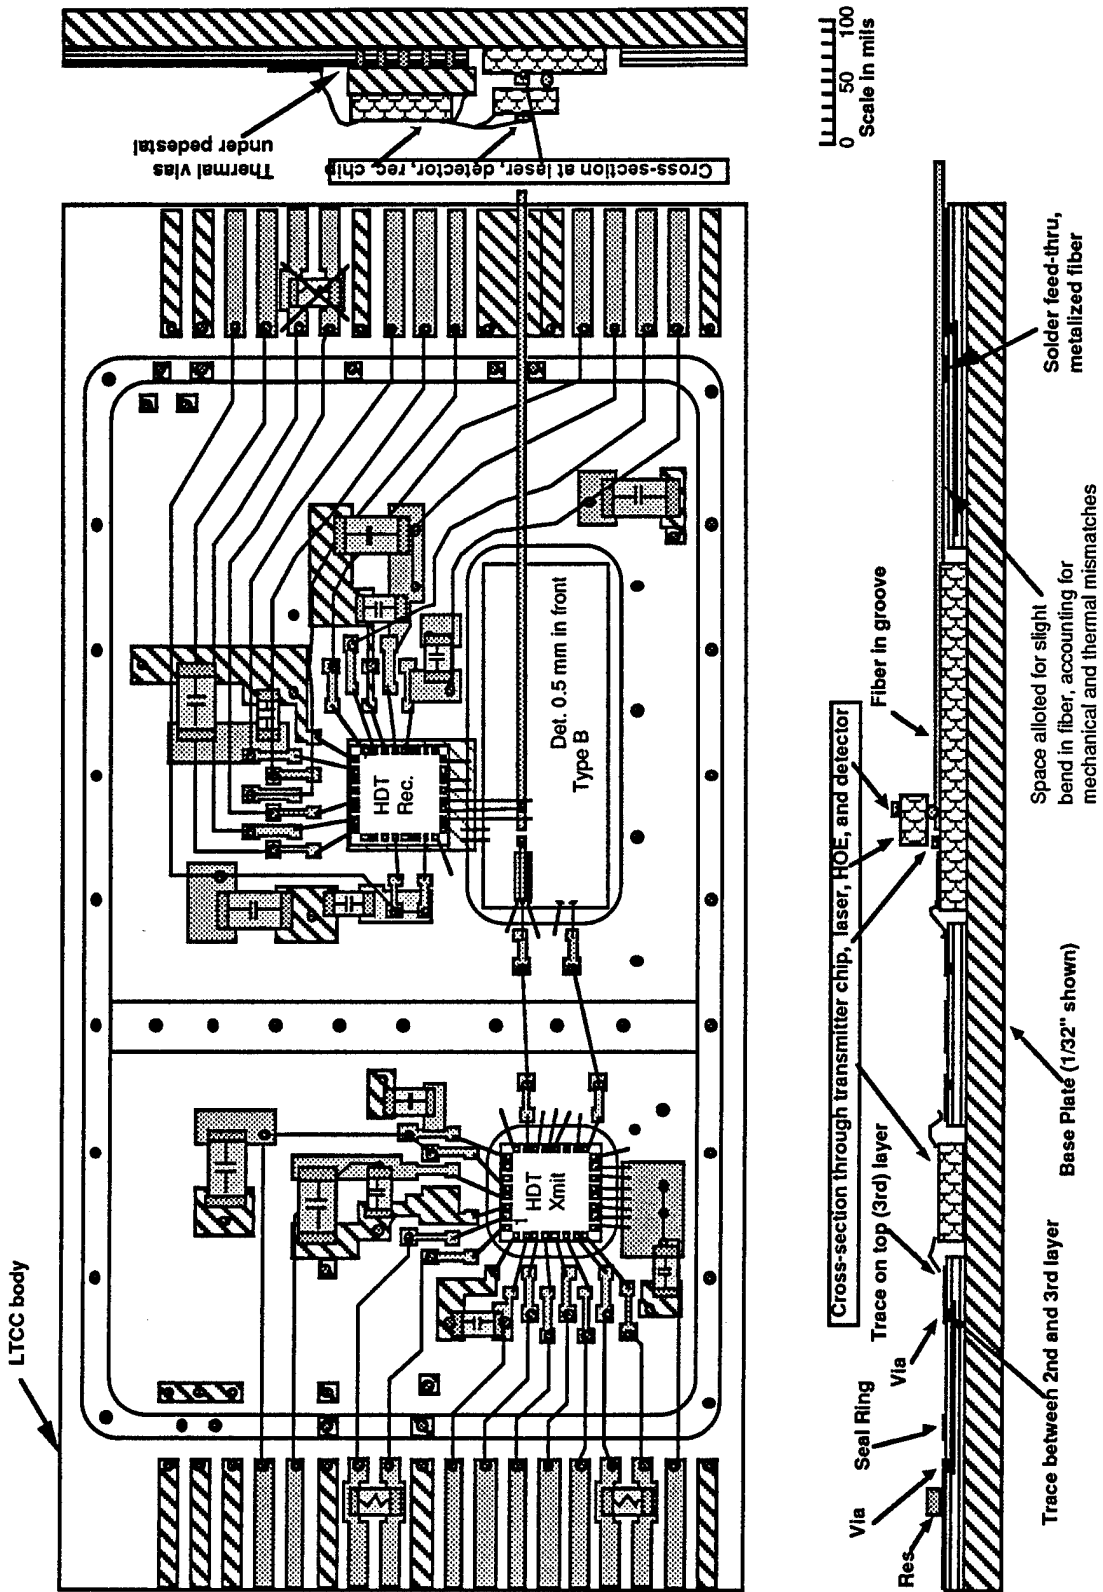 LTCC body
Thermal vias
under pedestal
Cross-section at laser, detector, rec. chip
HDT
Rec.
Det. 0.5 mm in front
Type B
HDT
Xmit
0
50
100
Scale in mils
Cross-section through transmitter chip, laser, HOE, and detector
Res
Via
Seal Ring
Via
Trace on top (3rd) layer
Fiber in groove
Trace between 2nd and 3rd layer
Base Plate (1/32" shown)
Space alloted for slight
bend in fiber, accounting for
mechanical and thermal mismatches
Solder feed-thru,
metalized fiber